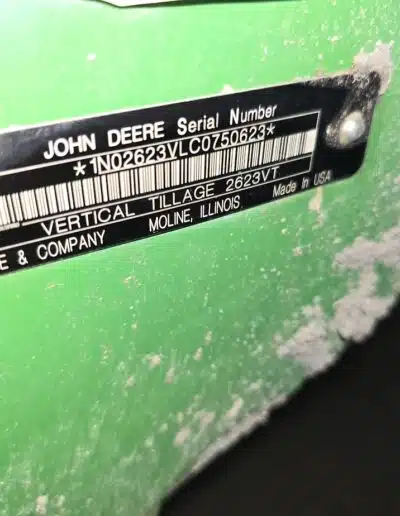 JOHN DEERE Serial Number
*1N02623VLC0750623*
VERTICAL TILLAGE 2623VT
E & COMPANY MOLINE, ILLINOIS Made In USA